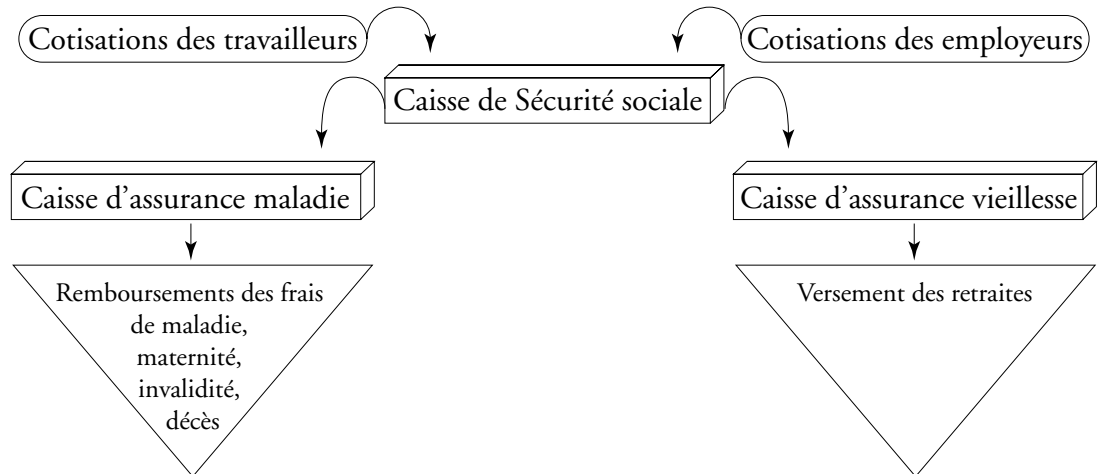 Cotisations des travailleurs
Cotisations des employeurs
Caisse de Sécurité sociale
Caisse d’assurance maladie
Caisse d’assurance vieillesse
Remboursements des frais
de maladie,
maternité,
invalidité,
décès
Versement des retraites